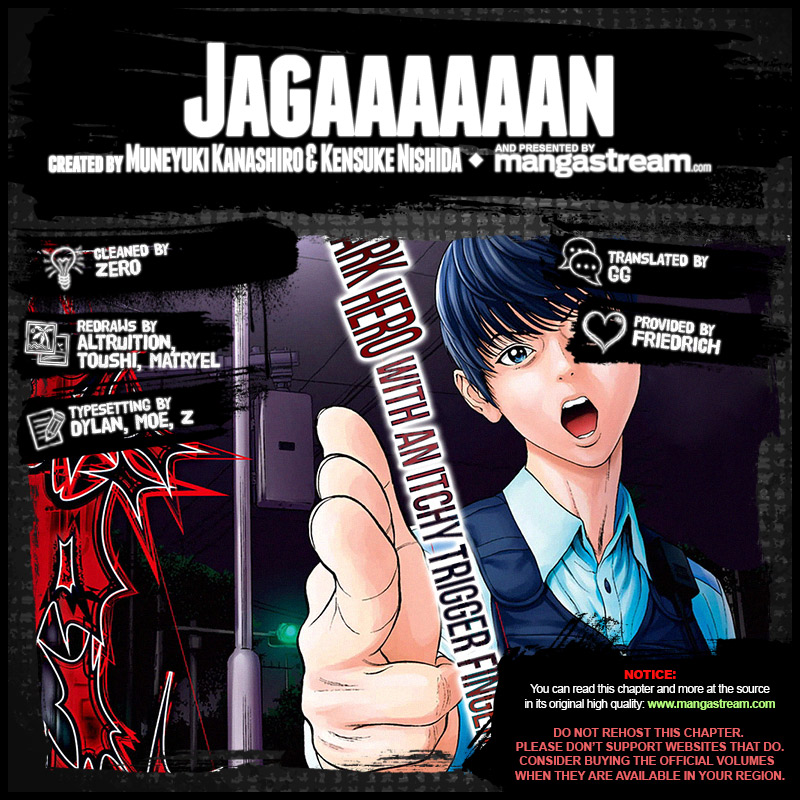 JAGAAAAAAN
CREATED BY MUNEYUKI KANASHIRO & KENSUKE NISHIDA ◆ AND PRESENTED BY mangastream.com
CLEANED BY
ZERO
REDRAWS BY
ALTRUITION,
TOUSHI, MATRYEL
TYPESETTING BY
DYLAN, MOE, Z
TRANSLATED BY
GG
PROVIDED BY
FRIEDRICH
DARK HERO WITH AN ITCHY TRIGGER FINGER
NOTICE:
You can read this chapter and more at the source
in its original high quality: www.mangastream.com
DO NOT REHOST THIS CHAPTER.
PLEASE DON'T SUPPORT WEBSITES THAT DO.
CONSIDER BUYING THE OFFICIAL VOLUMES
WHEN THEY ARE AVAILABLE IN YOUR REGION.